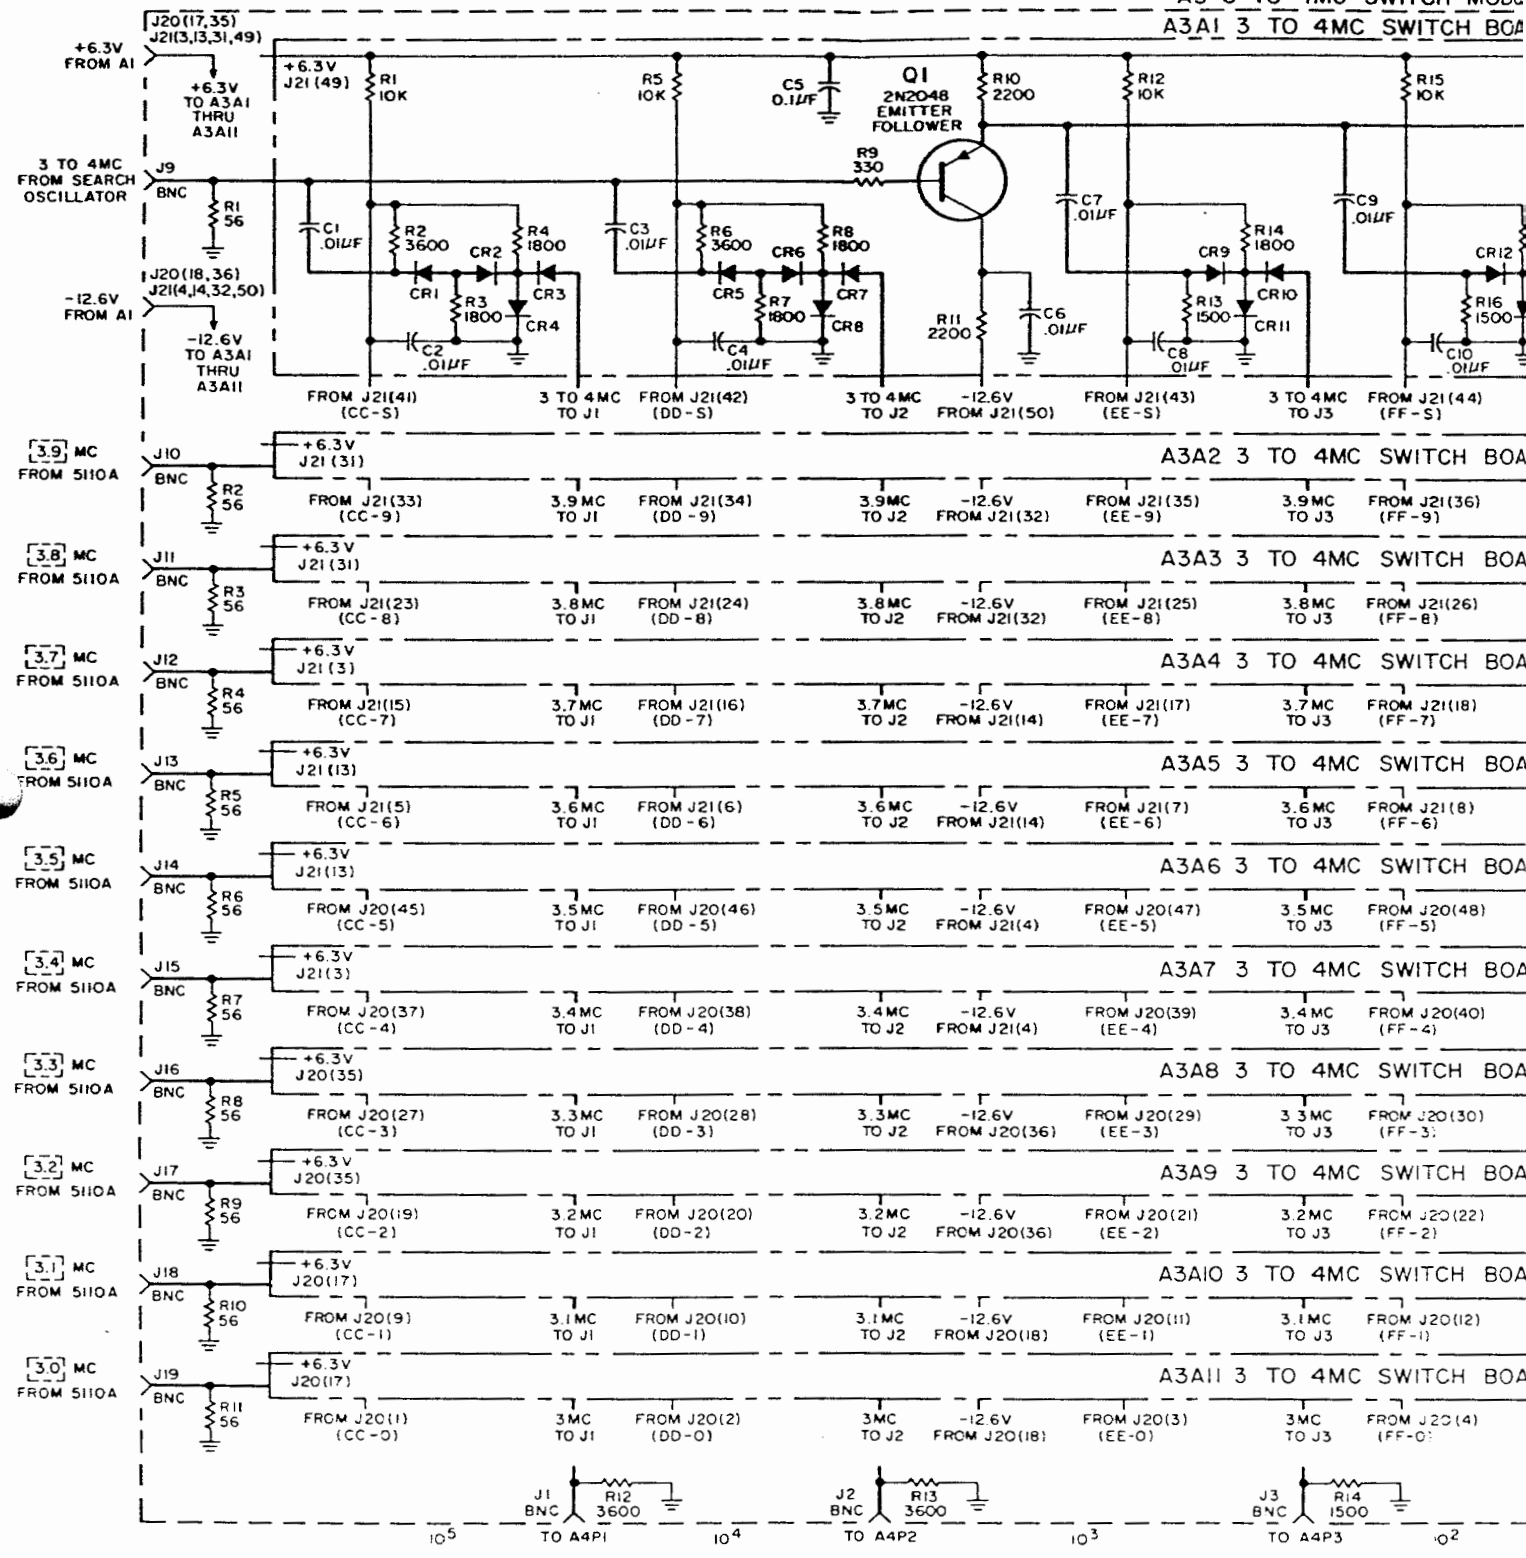 A3A1 3 TO 4MC SWITCH BOA
J20(17,35)
J21(3,13,31,49)
+6.3V
FROM A1
+6.3V
TO A3A1
THRU
A3A11
+6.3V
J21(49)
R1
10K
R5
10K
C5
0.1UF
Q1
2N2048
EMITTER
FOLLOWER
R10
2200
R12
10K
R15
10K
3 TO 4MC
FROM SEARCH
OSCILLATOR
J9
BNC
R1
56
R9
330
C1
.01UF
R2
3600
CR2
R4
1800
CR1
R3
1800
CR3
CR4
C2
.01UF
C3
.01UF
R6
3600
CR6
R8
1800
CR5
R7
1800
CR7
CR8
C4
.01UF
R11
2200
C6
.01UF
C7
.01UF
R14
1800
CR9
R13
1500
CR10
CR11
C8
.01UF
C9
.01UF
CR12
R16
1500
C10
.01UF
J20(18,36)
J21(4,14,32,50)
-12.6V
FROM A1
-12.6V
TO A3A1
THRU
A3A11
FROM J21(41)
(CC-S)
3 TO 4MC
TO J1
FROM J21(42)
(DD-S)
3 TO 4MC
TO J2
-12.6V
FROM J21(50)
FROM J21(43)
(EE-S)
3 TO 4MC
TO J3
FROM J21(44)
(FF-S)
3.9 MC
FROM 5110A
J10
BNC
R2
56
+6.3V
J21(31)
A3A2 3 TO 4MC SWITCH BOA
FROM J21(33)
(CC-9)
3.9MC
TO J1
FROM J21(34)
(DD-9)
3.9MC
TO J2
-12.6V
FROM J21(32)
FROM J21(35)
(EE-9)
3.9MC
TO J3
FROM J21(36)
(FF-9)
3.8 MC
FROM 5110A
J11
BNC
R3
56
+6.3V
J21(31)
A3A3 3 TO 4MC SWITCH BOA
FROM J21(23)
(CC-8)
3.8MC
TO J1
FROM J21(24)
(DD-8)
3.8MC
TO J2
-12.6V
FROM J21(32)
FROM J21(25)
(EE-8)
3.8MC
TO J3
FROM J21(26)
(FF-8)
3.7 MC
FROM 5110A
J12
BNC
R4
56
+6.3V
J21(3)
A3A4 3 TO 4MC SWITCH BOA
FROM J21(15)
(CC-7)
3.7MC
TO J1
FROM J21(16)
(DD-7)
3.7MC
TO J2
-12.6V
FROM J21(14)
FROM J21(17)
(EE-7)
3.7MC
TO J3
FROM J21(18)
(FF-7)
3.6 MC
FROM 5110A
J13
BNC
R5
56
+6.3V
J21(13)
A3A5 3 TO 4MC SWITCH BOA
FROM J21(5)
(CC-6)
3.6MC
TO J1
FROM J21(6)
(DD-6)
3.6MC
TO J2
-12.6V
FROM J21(14)
FROM J21(7)
(EE-6)
3.6MC
TO J3
FROM J21(8)
(FF-6)
3.5 MC
FROM 5110A
J14
BNC
R6
56
+6.3V
J21(13)
A3A6 3 TO 4MC SWITCH BOA
FROM J20(45)
(CC-5)
3.5MC
TO J1
FROM J20(46)
(DD-5)
3.5MC
TO J2
-12.6V
FROM J21(4)
FROM J20(47)
(EE-5)
3.5MC
TO J3
FROM J20(48)
(FF-5)
3.4 MC
FROM 5110A
J15
BNC
R7
56
+6.3V
J21(3)
A3A7 3 TO 4MC SWITCH BOA
FROM J20(37)
(CC-4)
3.4MC
TO J1
FROM J20(38)
(DD-4)
3.4MC
TO J2
-12.6V
FROM J21(4)
FROM J20(39)
(EE-4)
3.4MC
TO J3
FROM J20(40)
(FF-4)
3.3 MC
FROM 5110A
J16
BNC
R8
56
+6.3V
J20(35)
A3A8 3 TO 4MC SWITCH BOA
FROM J20(27)
(CC-3)
3.3MC
TO J1
FROM J20(28)
(DD-3)
3.3MC
TO J2
-12.6V
FROM J20(36)
FROM J20(29)
(EE-3)
3.3MC
TO J3
FROM J20(30)
(FF-3)
3.2 MC
FROM 5110A
J17
BNC
R9
56
+6.3V
J20(35)
A3A9 3 TO 4MC SWITCH BOA
FROM J20(19)
(CC-2)
3.2MC
TO J1
FROM J20(20)
(DD-2)
3.2MC
TO J2
-12.6V
FROM J20(36)
FROM J20(21)
(EE-2)
3.2MC
TO J3
FROM J20(22)
(FF-2)
3.1 MC
FROM 5110A
J18
BNC
R10
56
+6.3V
J20(17)
A3A10 3 TO 4MC SWITCH BOA
FROM J20(9)
(CC-1)
3.1MC
TO J1
FROM J20(10)
(DD-1)
3.1MC
TO J2
-12.6V
FROM J20(18)
FROM J20(11)
(EE-1)
3.1MC
TO J3
FROM J20(12)
(FF-1)
3.0 MC
FROM 5110A
J19
BNC
R11
56
+6.3V
J20(17)
A3A11 3 TO 4MC SWITCH BOA
FROM J20(1)
(CC-0)
3MC
TO J1
FROM J20(2)
(DD-0)
3MC
TO J2
-12.6V
FROM J20(18)
FROM J20(3)
(EE-0)
3MC
TO J3
FROM J20(4)
(FF-0)
J1
BNC
R12
3600
TO A4P1
J2
BNC
R13
3600
TO A4P2
J3
BNC
R14
1500
TO A4P3
10⁵
10⁴
10³
10²